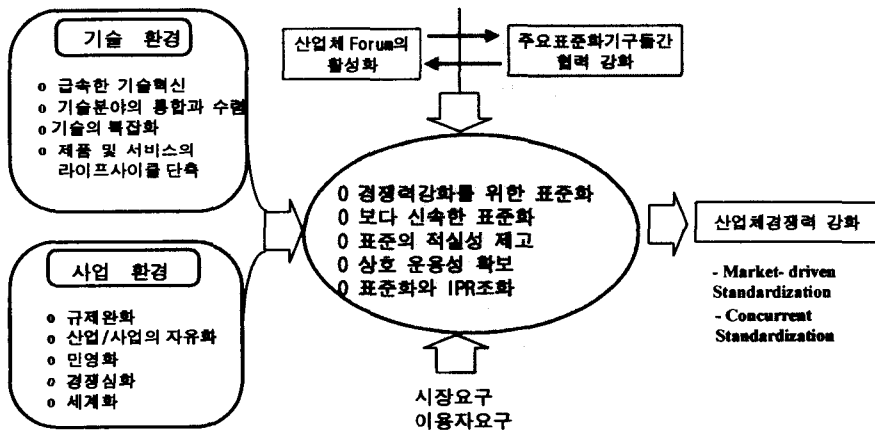 기술 환경
o 급속한 기술혁신
o 기술분야의 통합과 수렴
o 기술의 복잡화
o 제품 및 서비스의
라이프사이클 단축
사업 환경
o 규제완화
o 산업/사업의 자유화
o 민영화
o 경쟁심화
o 세계화
산업체 Forum의
활성화
주요표준화기구들간
협력 강화
0 경쟁력강화를 위한 표준화
0 보다 신속한 표준화
0 표준의 적실성 제고
0 상호 운용성 확보
0 표준화와 IPR조화
시장요구
이용자요구
산업체경쟁력 강화
- Market- driven
Standardization
- Concurrent
Standardization